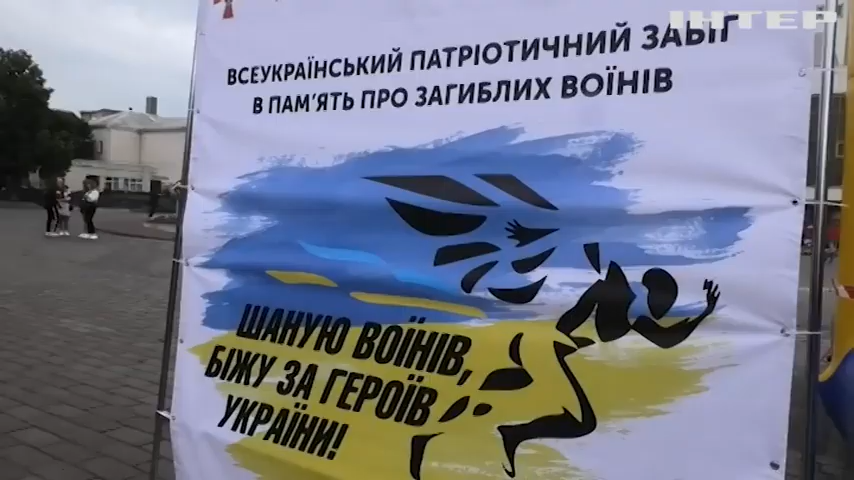 ІНТЕР
ВСЕУКРАЇНСЬКИЙ ПАТРІОТИЧНИЙ ЗАБІГ
В ПАМ'ЯТЬ ПРО ЗАГИБЛИХ ВОЇНІВ
ШАНУЮ ВОЇНІВ,
БІЖУ ЗА ГЕРОЇВ
УКРАЇНИ!